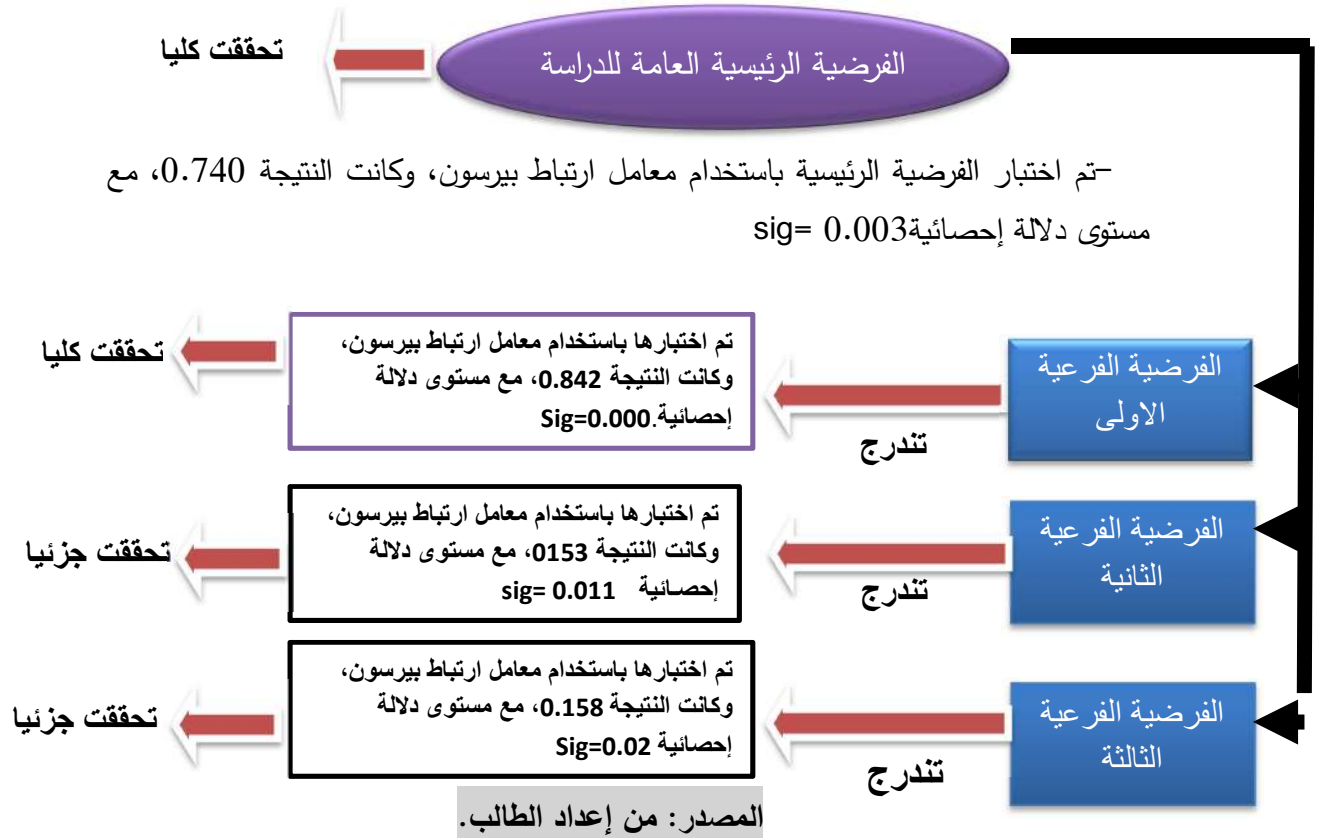 الفرضية الرئيسية العامة للدراسة
تحققت كليا
-تم اختبار الفرضية الرئيسية باستخدام معامل ارتباط بيرسون، وكانت النتيجة 0.740، مع
مستوى دلالة إحصائية0.003 =sig
الفرضية الفرعية
الاولى
تندرج
تم اختبارها باستخدام معامل ارتباط بيرسون،
وكانت النتيجة 0.842، مع مستوى دلالة
إحصائية.Sig=0.000
تحققت كليا
الفرضية الفرعية
الثانية
تندرج
تم اختبارها باستخدام معامل ارتباط بيرسون،
وكانت النتيجة 0153، مع مستوى دلالة
إحصائية sig= 0.011
تحققت جزئيا
الفرضية الفرعية
الثالثة
تندرج
تم اختبارها باستخدام معامل ارتباط بيرسون،
وكانت النتيجة 0.158، مع مستوى دلالة
إحصائية Sig=0.02
تحققت جزئيا
المصدر: من إعداد الطالب.